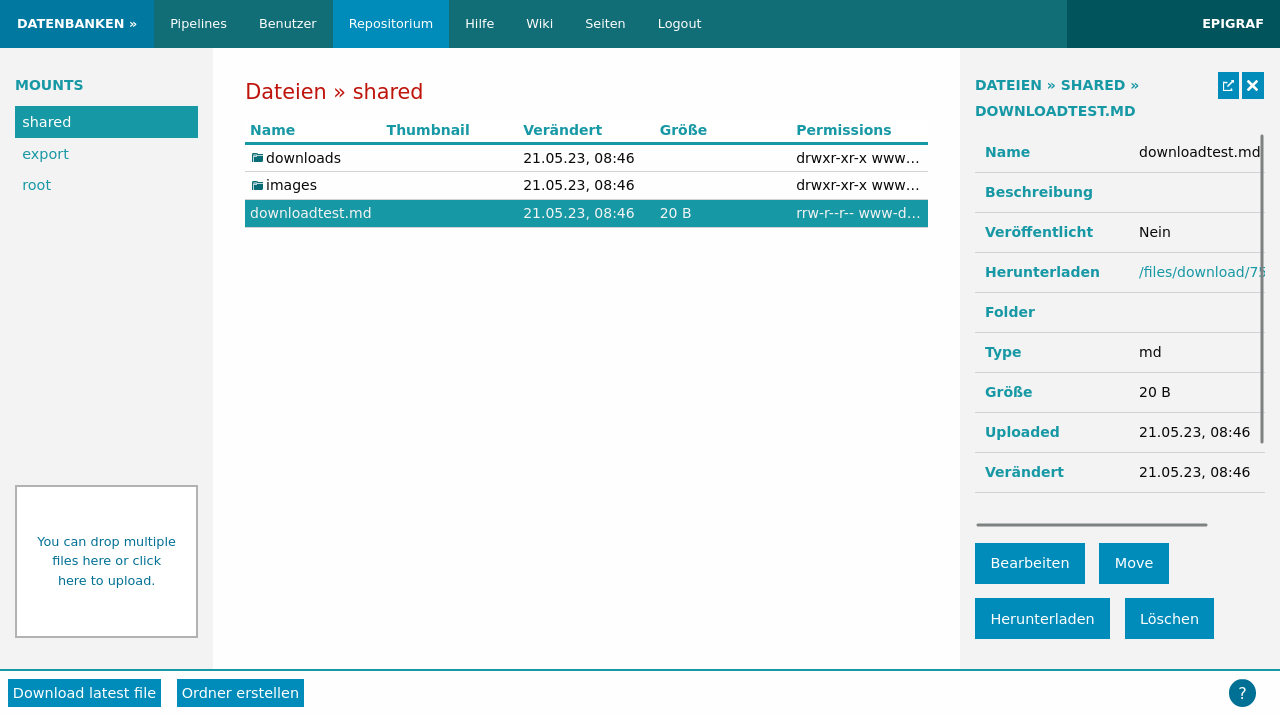 DATENBANKEN » Pipelines Benutzer Repositorium Hilfe Wiki Seiten Logout EPIGRAF
MOUNTS
shared
export
root
You can drop multiple
files here or click
here to upload.
Dateien » shared
Name Thumbnail Verändert Größe Permissions
downloads 21.05.23, 08:46 drwxr-xr-x www...
images 21.05.23, 08:46 drwxr-xr-x www...
downloadtest.md 21.05.23, 08:46 20 B rrw-r--r-- www-d...
DATEIEN » SHARED »
DOWNLOADTEST.MD
Name downloadtest.md
Beschreibung
Veröffentlicht Nein
Herunterladen /files/download/75
Folder
Type md
Größe 20 B
Uploaded 21.05.23, 08:46
Verändert 21.05.23, 08:46
Bearbeiten Move
Herunterladen Löschen
Download latest file Ordner erstellen ?